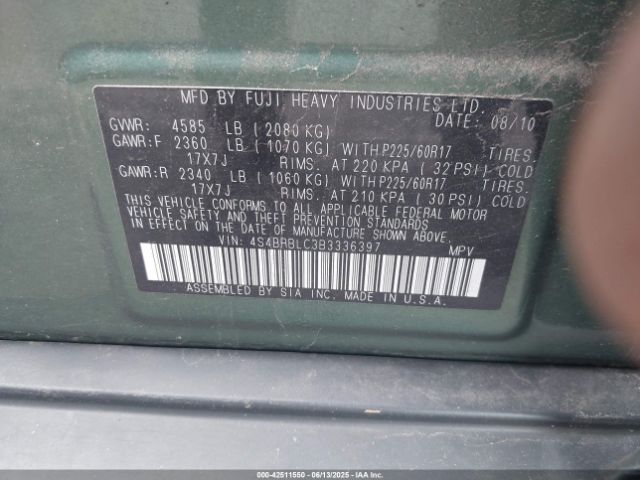 MFD BY FUJI HEAVY INDUSTRIES LTD.
DATE: 08/10
GVWR: 4585 LB (2080 KG)
GAWR:F 2360 LB (1070 KG) WITH P225/60R17 TIRES.
17X7J RIMS. AT 220 KPA (32 PSI) COLD
GAWR:R 2340 LB (1060 KG) WITH P225/60R17 TIRES.
17X7J RIMS. AT 210 KPA (30 PSI) COLD
THIS VEHICLE CONFORMS TO ALL APPLICABLE FEDERAL MOTOR
VEHICLE SAFETY AND THEFT PREVENTION STANDARDS
IN EFFECT ON THE DATE OF MANUFACTURE SHOWN ABOVE.
VIN: 4S4BRBLC3B3336397 MPV
ASSEMBLED BY SIA INC. MADE IN U.S.A.
000-42511550 - 06/13/2025 - IAAI.com